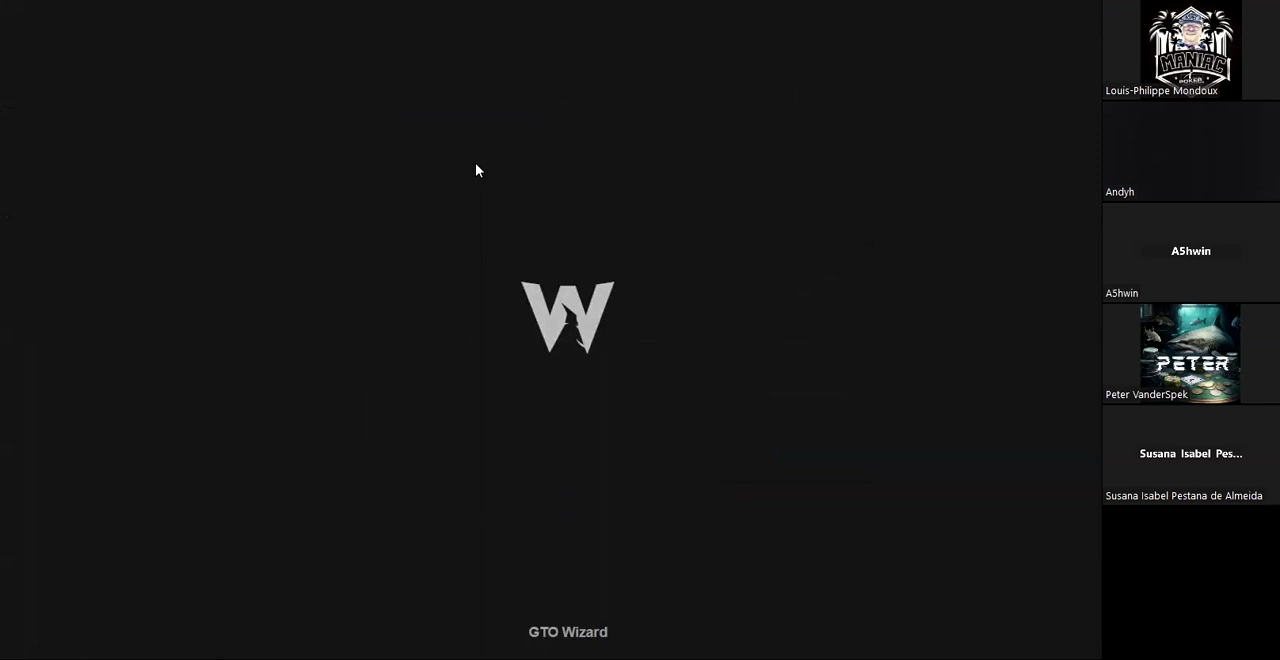 W
GTO Wizard
MANIAC
POKER
Louis-Philippe Mondoux
Andyh
A5hwin
A5hwin
PETER
Peter VanderSpek
Susana Isabel Pes...
Susana Isabel Pestana de Almeida